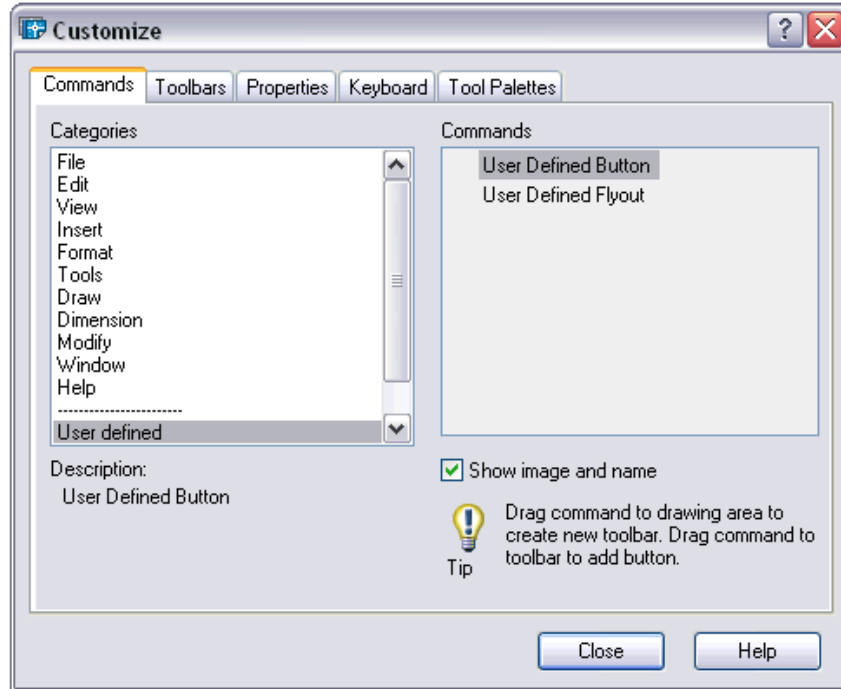 Customize
Commands
Toolbars
Properties
Keyboard
Tool Palettes
Categories
File
Edit
View
Insert
Format
Tools
Draw
Dimension
Modify
Window
Help
------------------------
User defined
Description:
User Defined Button
Commands
User Defined Button
User Defined Flyout
Show image and name
Tip
Drag command to drawing area to
create new toolbar. Drag command to
toolbar to add button.
Close
Help